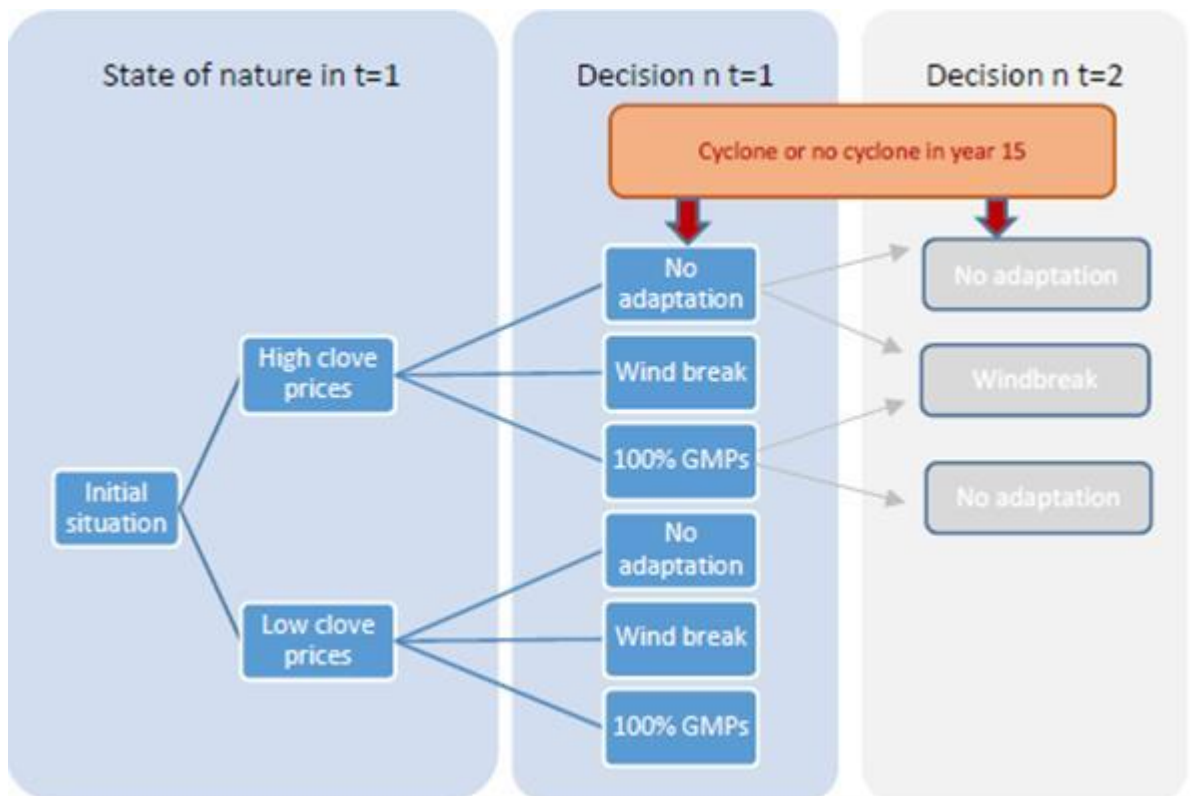 State of nature in t=1
Decision n t=1
Decision n t=2
Cyclone or no cyclone in year 15
Initial
situation
High clove
prices
Low clove
prices
No
adaptation
Wind break
100% GMPs
No
adaptation
Wind break
100% GMPs
No adaptation
Windbreak
No adaptation